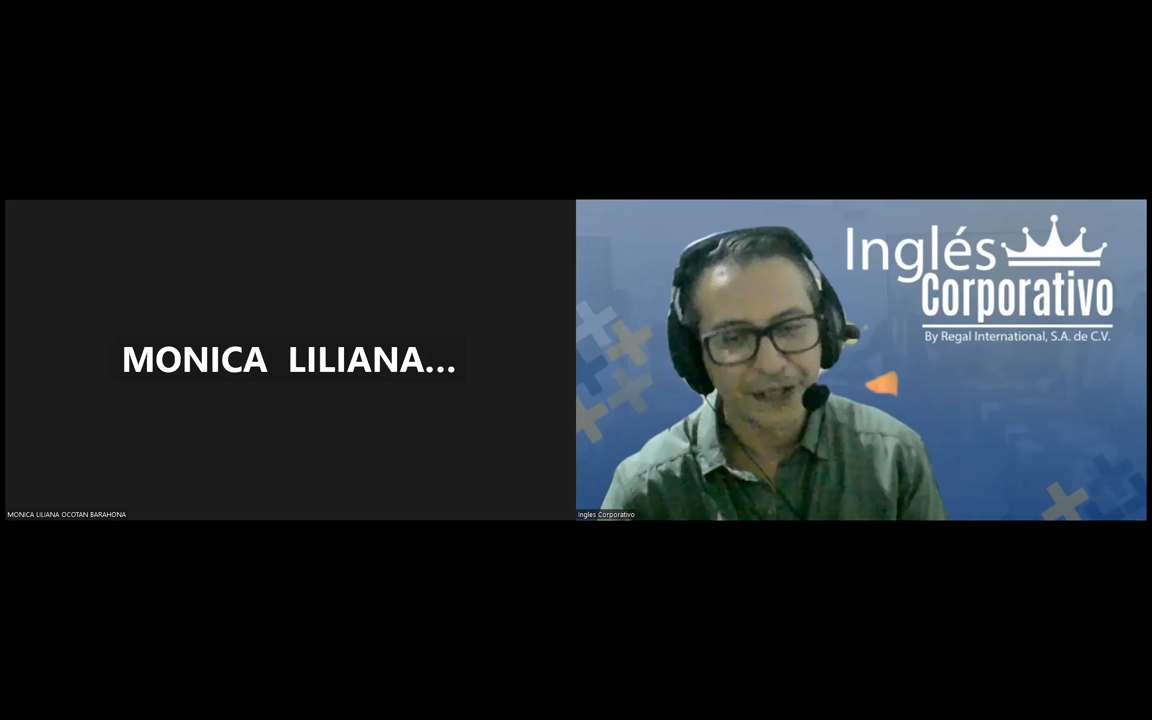 MONICA  LILIANA...
MONICA LILIANA OCOTAN BARAHONA
Inglés
Corporativo
By Regal International, S.A. de C.V.
Ingles Corporativo